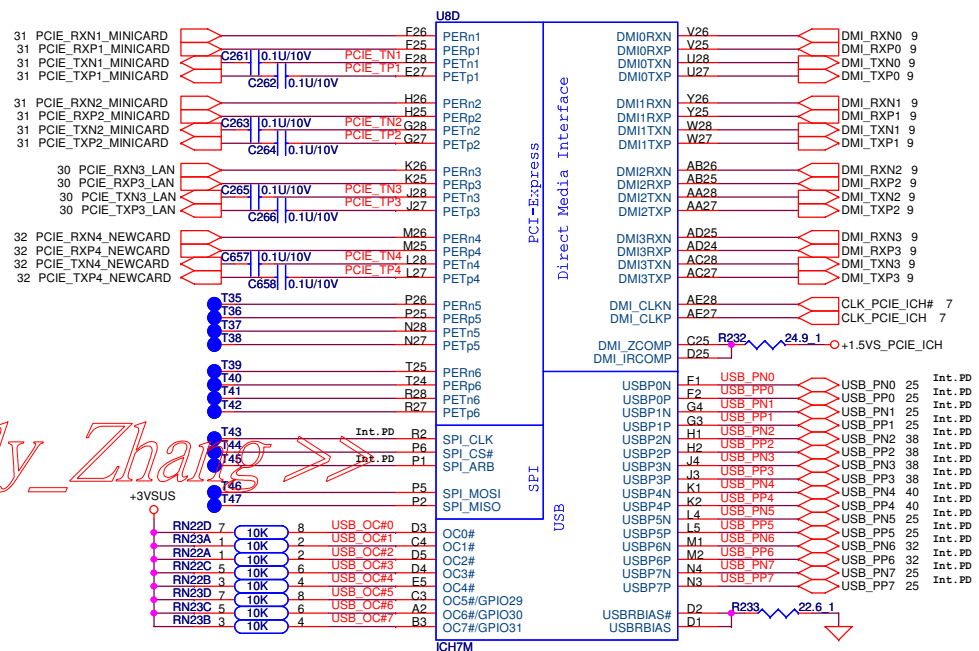 U8D
31 PCIE_RXN1_MINICARD F26 PERn1 DMI0RXN V26 DMI_RXN0 9
31 PCIE_RXP1_MINICARD F25 PERp1 DMI0RXP V25 DMI_RXP0 9
31 PCIE_TXN1_MINICARD C261 0.1U/10V PCIE_TN1 E28 PETn1 DMI0TXN U28 DMI_TXN0 9
31 PCIE_TXP1_MINICARD C262 0.1U/10V PCIE_TP1 E27 PETp1 DMI0TXP U27 DMI_TXP0 9
31 PCIE_RXN2_MINICARD H26 PERn2 DMI1RXN Y26 DMI_RXN1 9
31 PCIE_RXP2_MINICARD H25 PERp2 DMI1RXP Y25 DMI_RXP1 9
31 PCIE_TXN2_MINICARD C263 0.1U/10V PCIE_TN2 G28 PETn2 DMI1TXN W28 DMI_TXN1 9
31 PCIE_TXP2_MINICARD C264 0.1U/10V PCIE_TP2 G27 PETp2 DMI1TXP W27 DMI_TXP1 9
30 PCIE_RXN3_LAN K26 PERn3 DMI2RXN AB26 DMI_RXN2 9
30 PCIE_RXP3_LAN K25 PERp3 DMI2RXP AB25 DMI_RXP2 9
30 PCIE_TXN3_LAN C265 0.1U/10V PCIE_TN3 J28 PETn3 DMI2TXN AA28 DMI_TXN2 9
30 PCIE_TXP3_LAN C266 0.1U/10V PCIE_TP3 J27 PETp3 DMI2TXP AA27 DMI_TXP2 9
32 PCIE_RXN4_NEWCARD M26 PERn4 DMI3RXN AD25 DMI_RXN3 9
32 PCIE_RXP4_NEWCARD M25 PERp4 DMI3RXP AD24 DMI_RXP3 9
32 PCIE_TXN4_NEWCARD C657 0.1U/10V PCIE_TN4 L28 PETn4 DMI3TXN AC28 DMI_TXN3 9
32 PCIE_TXP4_NEWCARD C658 0.1U/10V PCIE_TP4 L27 PETp4 DMI3TXP AC27 DMI_TXP3 9
PCI-Express
Direct Media Interface
T35 P26 PERn5 DMI_CLKN AE28 CLK_PCIE_ICH# 7
T36 P25 PERp5 DMI_CLKP AE27 CLK_PCIE_ICH 7
T37 N28 PETn5
T38 N27 PETp5 DMI_ZCOMP C25 R232 24.9_1 +1.5VS_PCIE_ICH
DMI_IRCOMP D25
T39 T25 PERn6
T40 T24 PERp6
T41 R28 PETn6
T42 R27 PETp6
USBP0N F1 USB_PN0 USB_PN0 25 Int.PD
USBP0P F2 USB_PP0 USB_PP0 25 Int.PD
USBP1N G4 USB_PN1 USB_PN1 25 Int.PD
USBP1P G3 USB_PP1 USB_PP1 25 Int.PD
USBP2N H1 USB_PN2 USB_PN2 38 Int.PD
USBP2P H2 USB_PP2 USB_PP2 38 Int.PD
USBP3N J4 USB_PN3 USB_PN3 38 Int.PD
USBP3P J3 USB_PP3 USB_PP3 38 Int.PD
USBP4N K1 USB_PN4 USB_PN4 40 Int.PD
USBP4P K2 USB_PP4 USB_PP4 40 Int.PD
USBP5N L4 USB_PN5 USB_PN5 25 Int.PD
USBP5P L5 USB_PP5 USB_PP5 25 Int.PD
USBP6N M1 USB_PN6 USB_PN6 32 Int.PD
USBP6P M2 USB_PP6 USB_PP6 32 Int.PD
USBP7N N4 USB_PN7 USB_PN7 25 Int.PD
USBP7P N3 USB_PP7 USB_PP7 25 Int.PD
T43 Int.PD R2 SPI_CLK
T44 P6 SPI_CS#
T45 Int.PD P1 SPI_ARB
ly_Zhang >>
SPI
USB
T46 P5 SPI_MOSI
T47 P2 SPI_MISO
+3VSUS
RN22D 7 10K 8 USB_OC#0 D3 OC0#
RN23A 1 10K 2 USB_OC#1 C4 OC1#
RN22A 1 10K 2 USB_OC#2 D5 OC2#
RN22C 5 10K 6 USB_OC#3 D4 OC3#
RN22B 3 10K 4 USB_OC#4 E5 OC4#
RN23D 7 10K 8 USB_OC#5 C3 OC5#/GPIO29
RN23C 5 10K 6 USB_OC#6 A2 OC6#/GPIO30
RN23B 3 10K 4 USB_OC#7 B3 OC7#/GPIO31
USBRBIAS# D2 R233 22.6_1
USBRBIAS D1
ICH7M